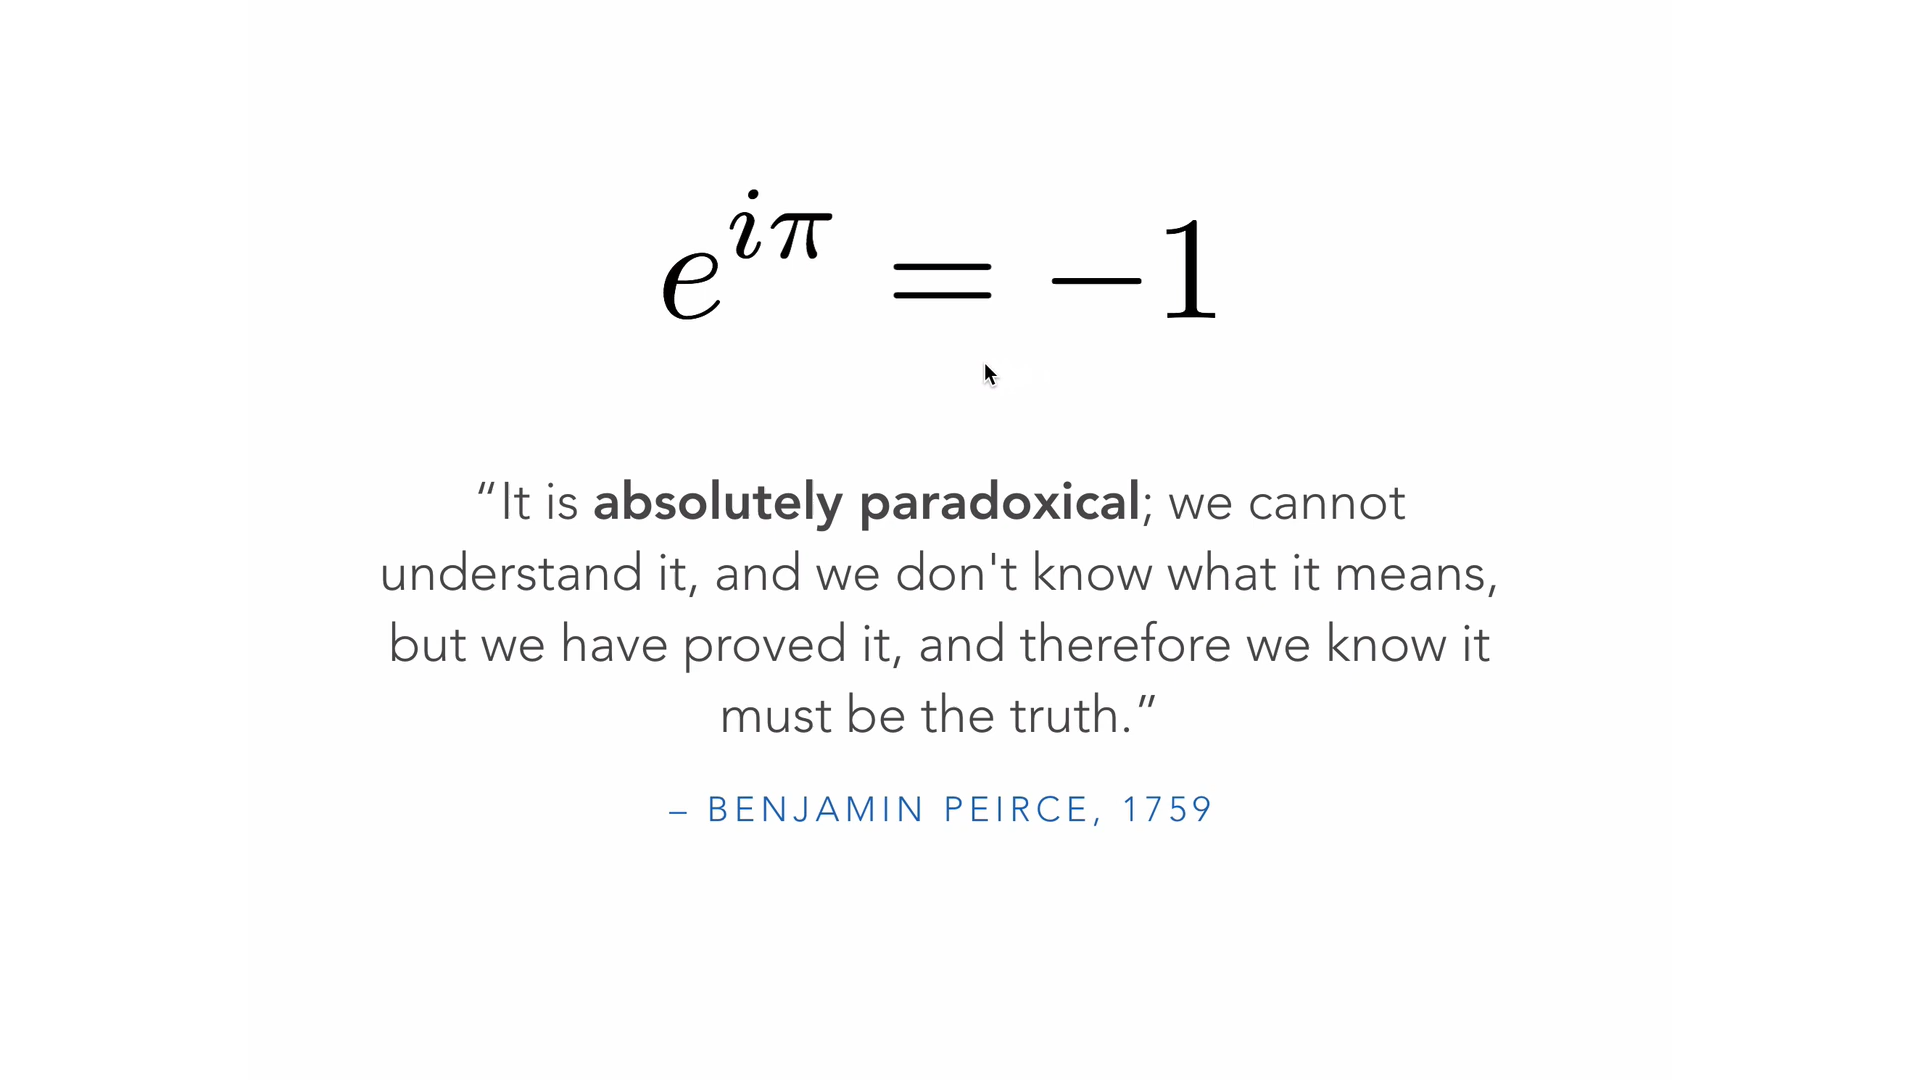 e^{iπ} = −1
“It is absolutely paradoxical; we cannot
understand it, and we don't know what it means,
but we have proved it, and therefore we know it
must be the truth.”
– BENJAMIN PEIRCE, 1759